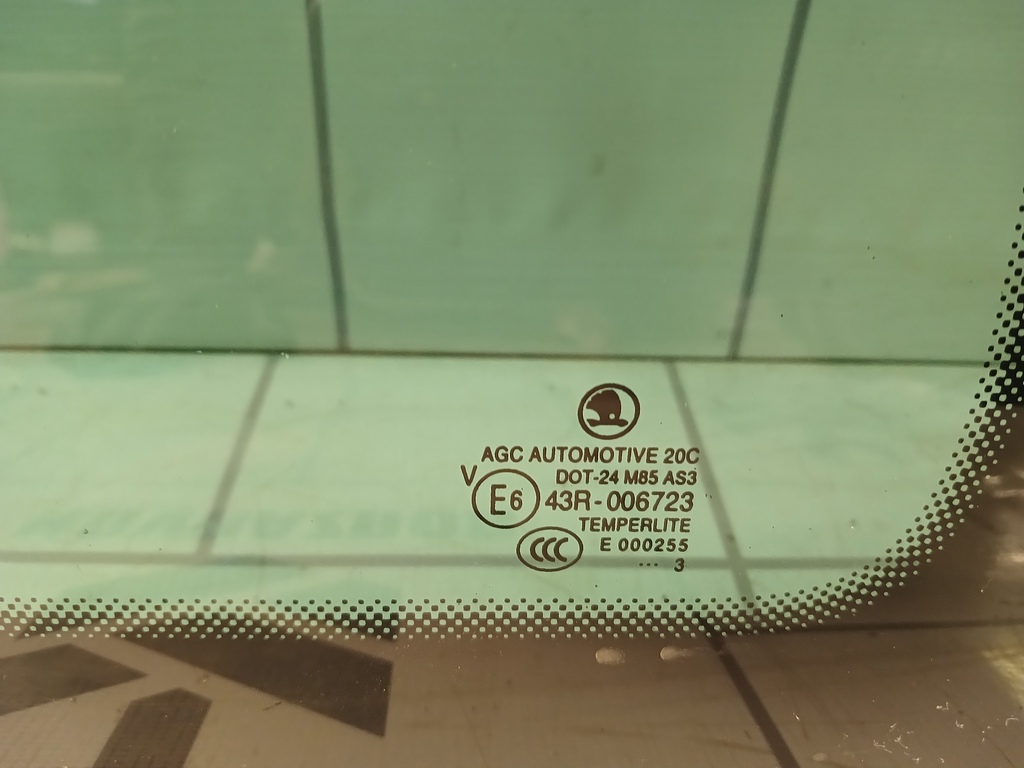 AGC AUTOMOTIVE 20C
DOT-24 M85 AS3
V E6 43R-006723
TEMPERLITE
CCC E 000255
... 3